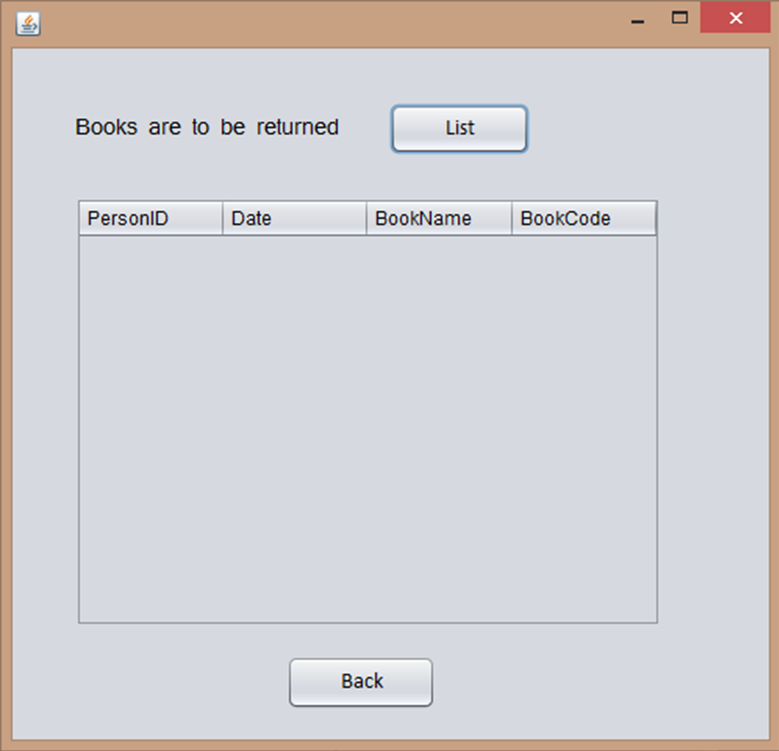 Books are to be returned List
PersonID Date BookName BookCode
Back